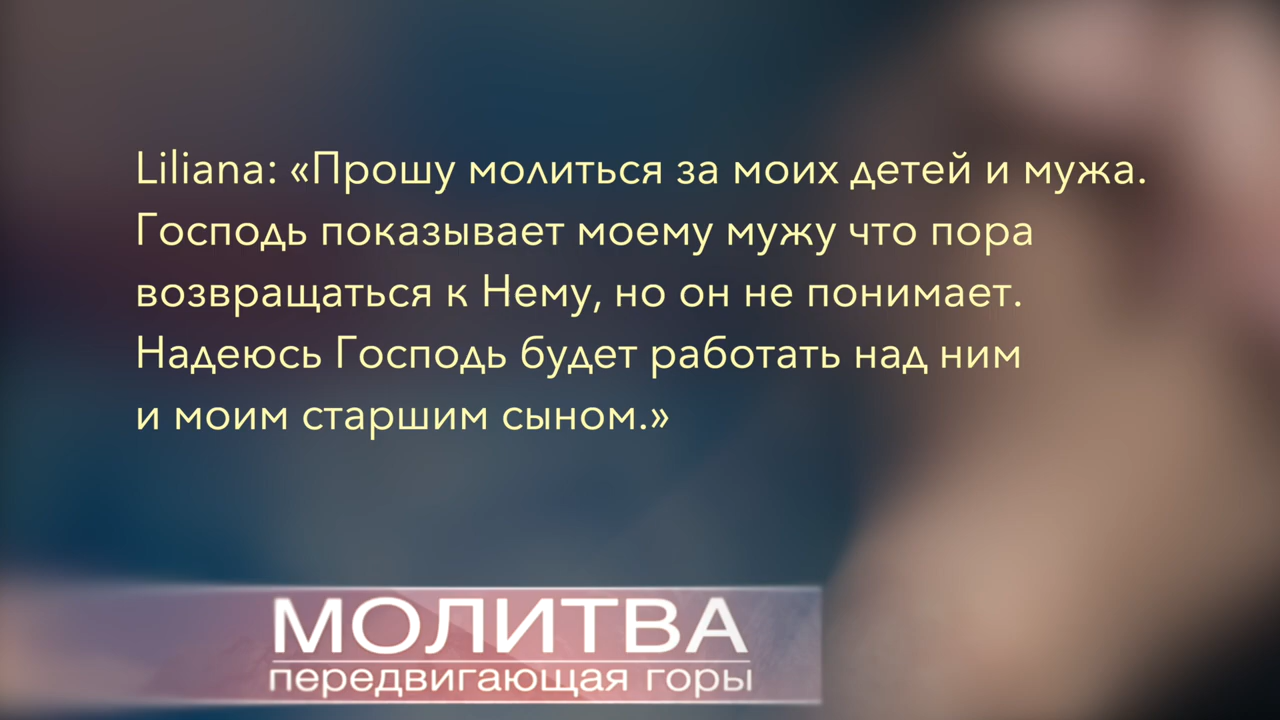 Liliana: «Прошу молиться за моих детей и мужа.
Господь показывает моему мужу что пора
возвращаться к Нему, но он не понимает.
Надеюсь Господь будет работать над ним
и моим старшим сыном.»
МОЛИТВА
передвигающая горы